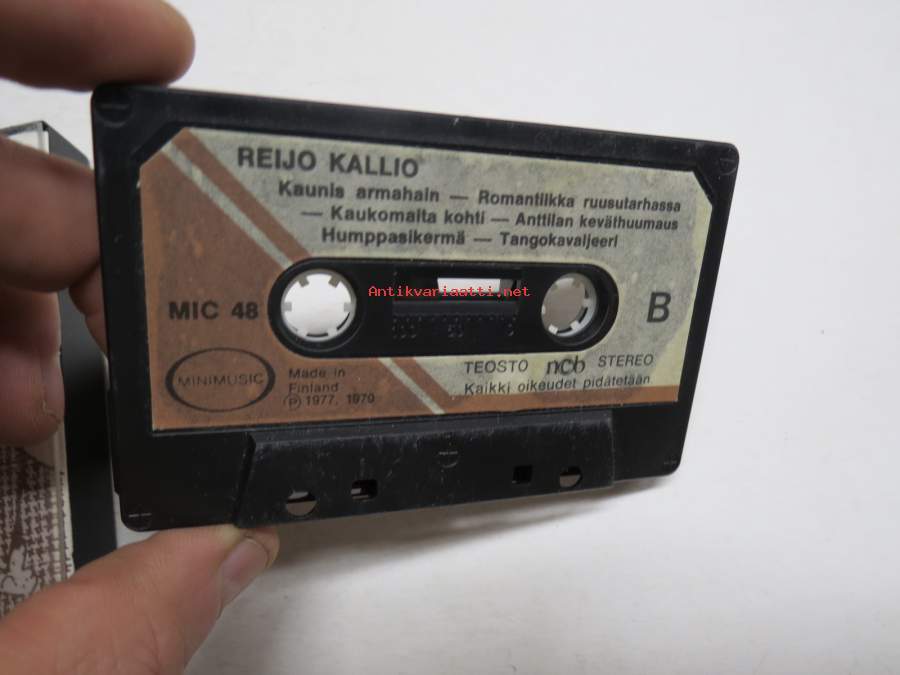 REIJO KALLIO
Kaunis armahain — Romantiikka ruusutarhassa
— Kaukomaita kohti — Anttilan keväthuumaus
Humppasikermä — Tangokavaljeeri
Antikvariaatti.net
MIC 48
B
MINIMUSIC
Made in
Finland
Ⓟ 1977, 1970
TEOSTO ncb STEREO
Kaikki oikeudet pidätetään